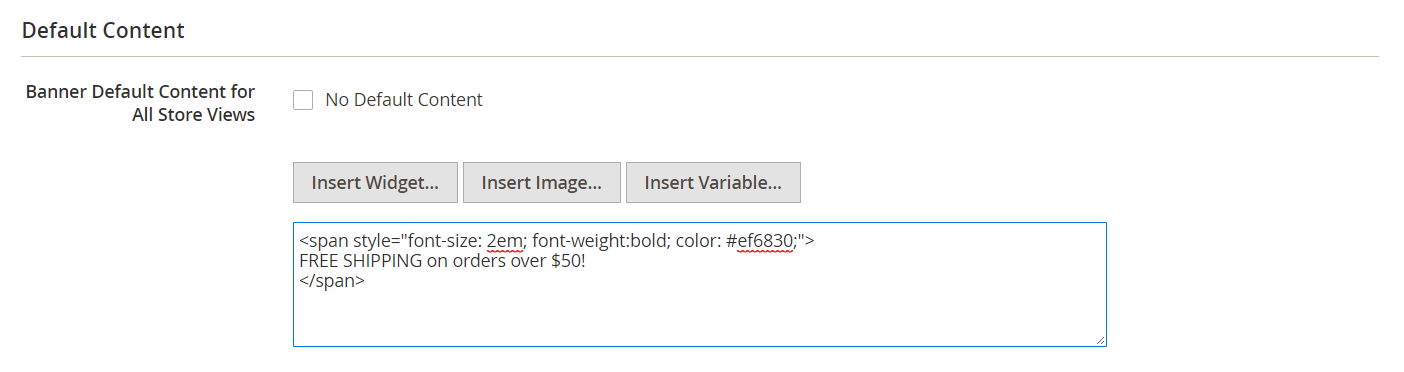 Default Content
Banner Default Content for
All Store Views
No Default Content
Insert Widget...
Insert Image...
Insert Variable...
<span style="font-size: 2em; font-weight:bold; color: #ef6830;">
FREE SHIPPING on orders over $50!
</span>